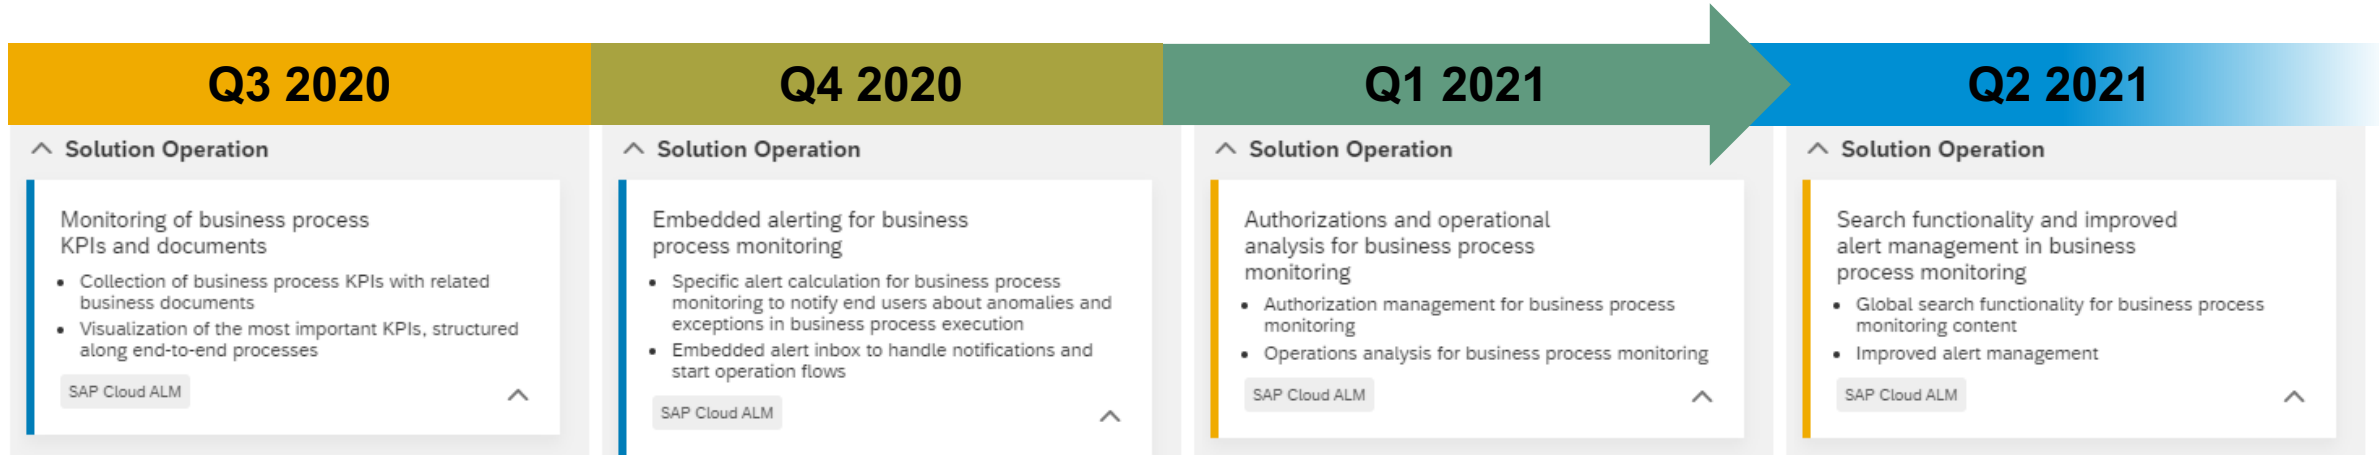 Q3 2020
Q4 2020
Q1 2021
Q2 2021
Solution Operation
Monitoring of business process
KPIs and documents
Collection of business process KPIs with related
business documents
Visualization of the most important KPIs, structured
along end-to-end processes
SAP Cloud ALM
Solution Operation
Embedded alerting for business
process monitoring
Specific alert calculation for business process
monitoring to notify end users about anomalies and
exceptions in business process execution
Embedded alert inbox to handle notifications and
start operation flows
SAP Cloud ALM
Solution Operation
Authorizations and operational
analysis for business process
monitoring
Authorization management for business process
monitoring
Operations analysis for business process monitoring
SAP Cloud ALM
Solution Operation
Search functionality and improved
alert management in business
process monitoring
Global search functionality for business process
monitoring content
Improved alert management
SAP Cloud ALM